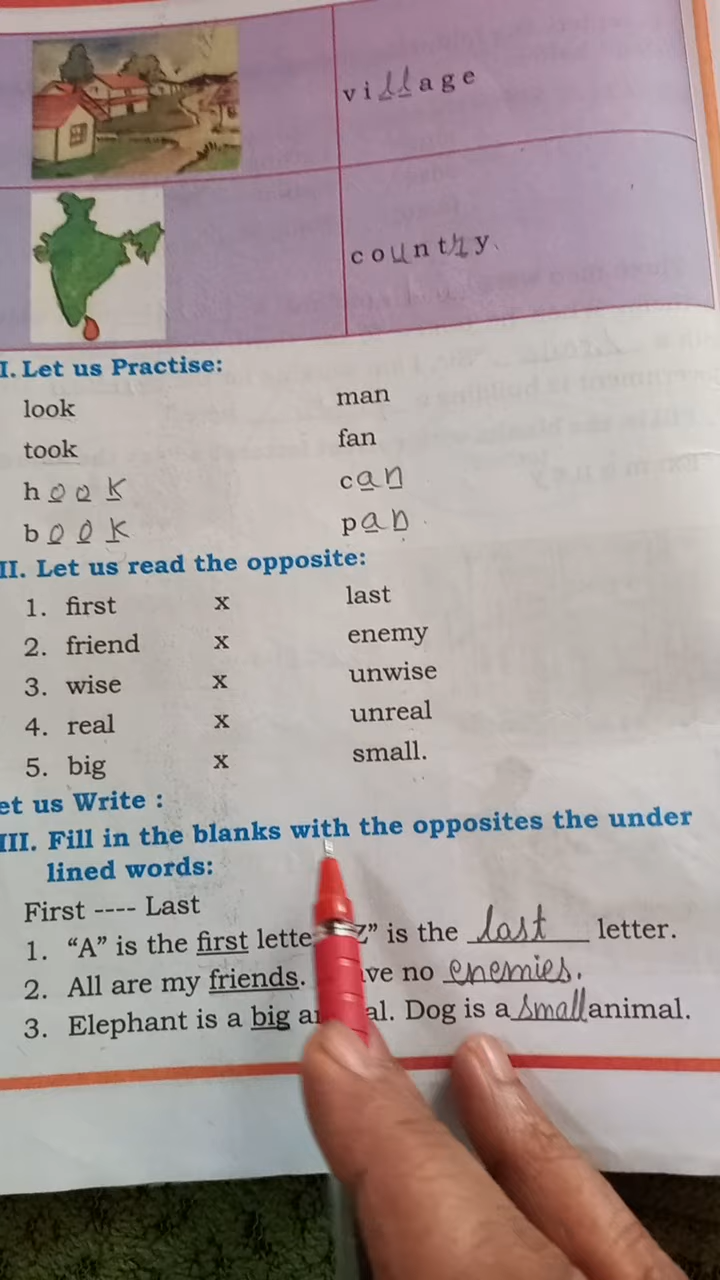 village
country
I. Let us Practise:
look man
took fan
hook can
book pan
II. Let us read the opposite:
1. first x last
2. friend x enemy
3. wise x unwise
4. real x unreal
5. big x small.
et us Write :
III. Fill in the blanks with the opposites the under
lined words:
First ---- Last
1. “A” is the first lette Z” is the last letter.
2. All are my friends. ve no enemies.
3. Elephant is a big a al. Dog is a small animal.